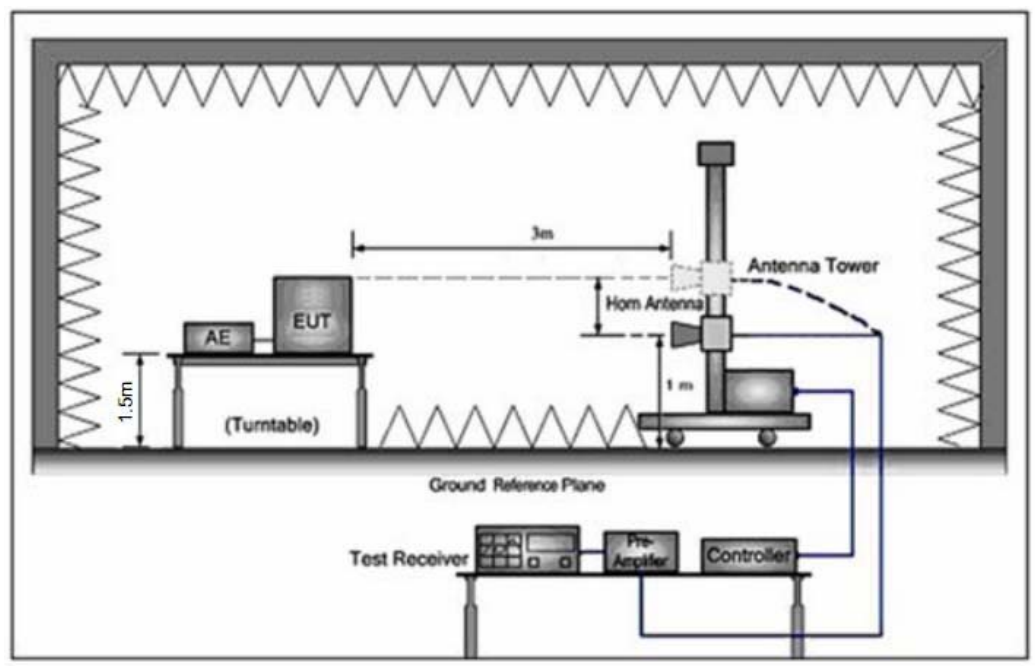 3m
Antenna Tower
Horn Antenna
EUT
AE
1 m
1.5m
(Turntable)
Ground Reference Plane
Test Receiver
Pre-
Amplifier
Controller